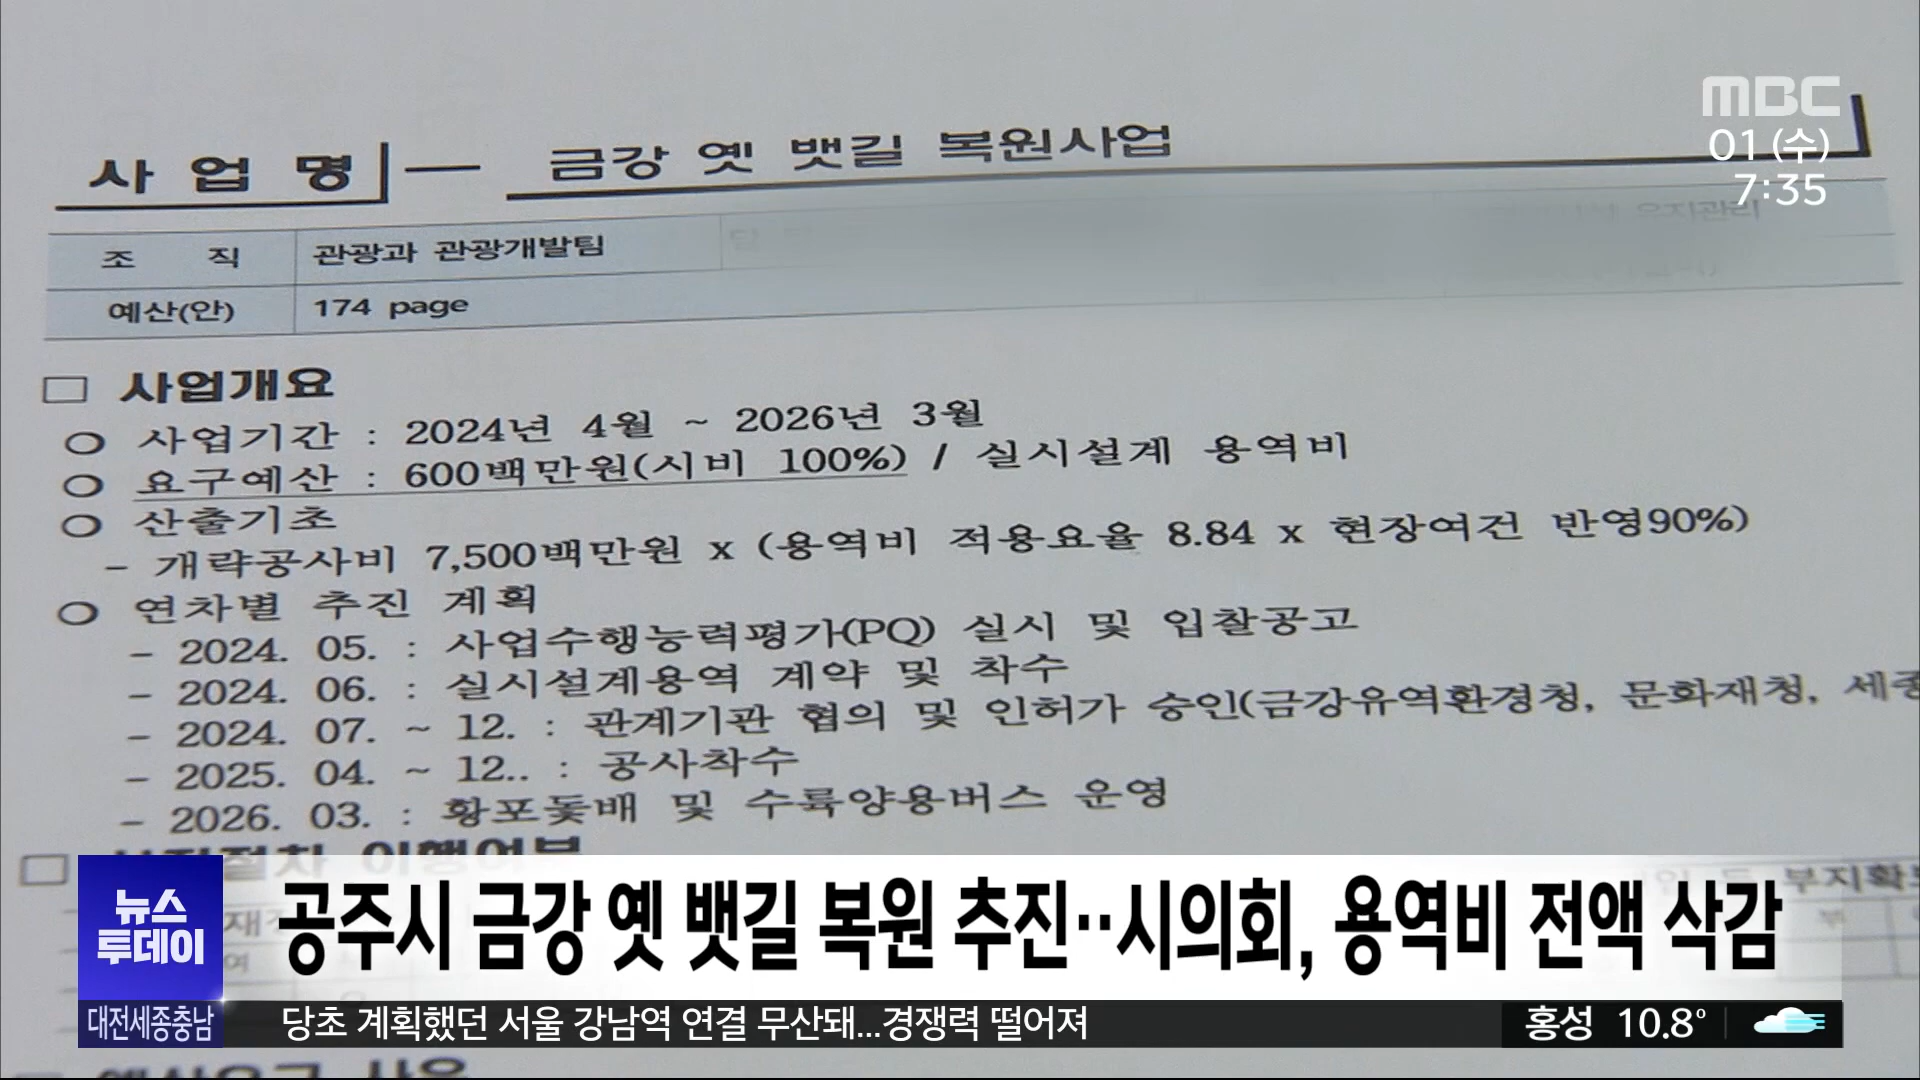 MBC
01 (수)
7:35
사 업 명 — 금강 옛 뱃길 복원사업
조 직 관광과 관광개발팀
예산(안) 174 page
□ 사업개요
○ 사업기간 : 2024년 4월 ~ 2026년 3월
○ 요구예산 : 600백만원(시비 100%) / 실시설계 용역비
○ 산출기초
- 개략공사비 7,500백만원 x (용역비 적용요율 8.84 x 현장여건 반영90%)
○ 연차별 추진 계획
- 2024. 05. : 사업수행능력평가(PQ) 실시 및 입찰공고
- 2024. 06. : 실시설계용역 계약 및 착수
- 2024. 07. ~ 12. : 관계기관 협의 및 인허가 승인(금강유역환경청, 문화재청, 세종
- 2025. 04. ~ 12.. : 공사착수
- 2026. 03. : 황포돛배 및 수륙양용버스 운영
뉴스
투데이
공주시 금강 옛 뱃길 복원 추진··시의회, 용역비 전액 삭감
대전세종충남
당초 계획했던 서울 강남역 연결 무산돼...경쟁력 떨어져
홍성 10.8°